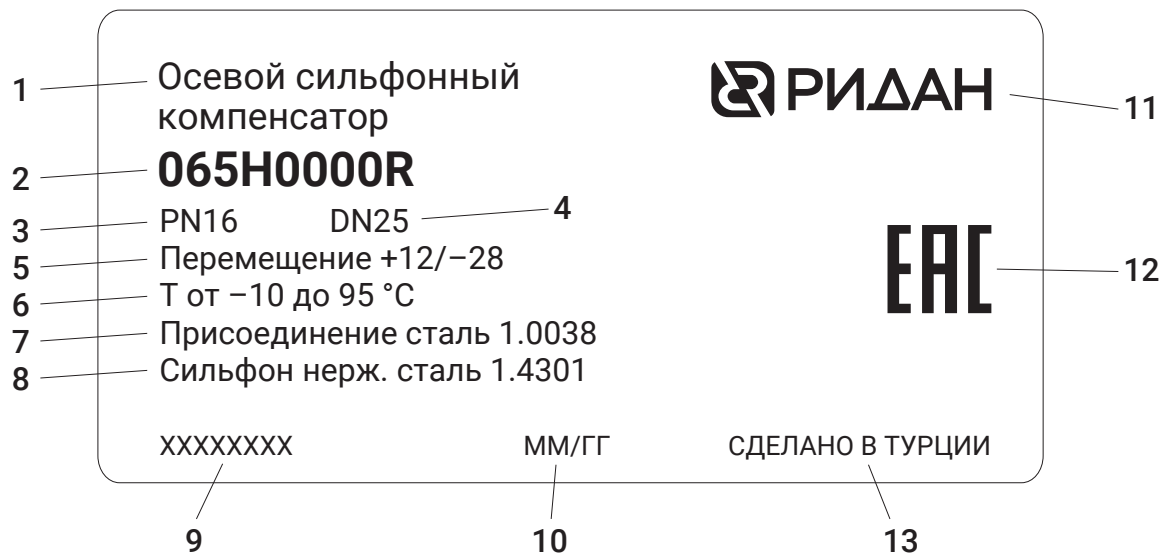 1
Осевой сильфонный
компенсатор
РИДАН
11
2
065H0000R
3
PN16
DN25
4
5
Перемещение +12/–28
EAC
12
6
Т от –10 до 95 °C
7
Присоединение сталь 1.0038
8
Сильфон нерж. сталь 1.4301
XXXXXXXX
ММ/ГГ
СДЕЛАНО В ТУРЦИИ
9
10
13